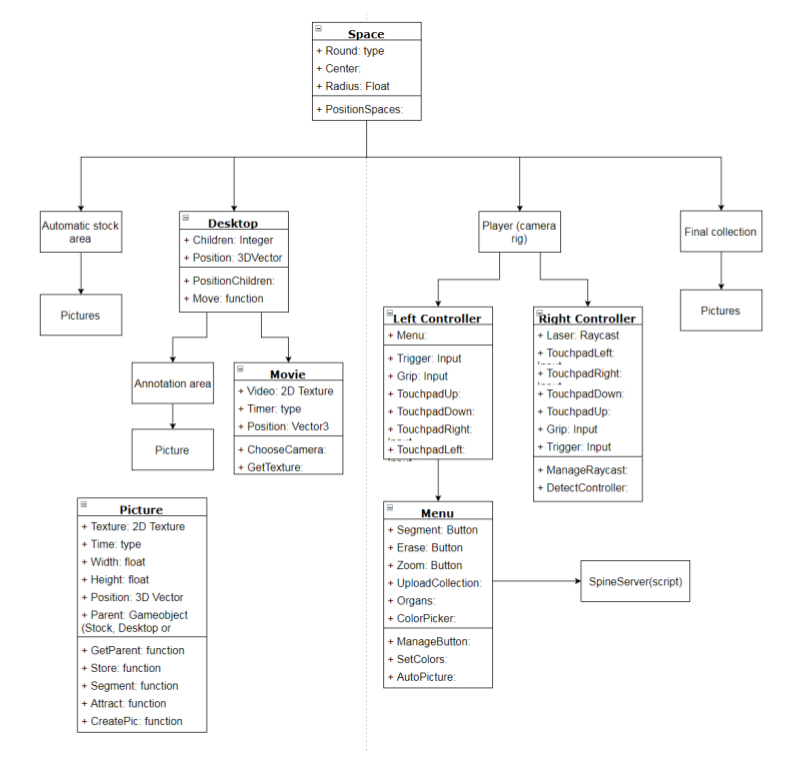 Space
+ Round: type
+ Center:
+ Radius: Float
+ PositionSpaces:
Automatic stock
area
Pictures
Desktop
+ Children: Integer
+ Position: 3DVector
+ PositionChildren:
+ Move: function
Player (camera
rig)
Final collection
Pictures
Annotation area
Picture
Movie
+ Video: 2D Texture
+ Timer: type
+ Position: Vector3
+ ChooseCamera:
+ GetTexture:
Left Controller
+ Menu:
+ Trigger: Input
+ Grip: Input
+ TouchpadUp:
+ TouchpadDown:
+ TouchpadRight:
+ TouchpadLeft:
Right Controller
+ Laser: Raycast
+ TouchpadLeft:
+ TouchpadRight:
+ TouchpadDown:
+ TouchpadUp:
+ Grip: Input
+ Trigger: Input
+ ManageRaycast:
+ DetectController:
Picture
+ Texture: 2D Texture
+ Time: type
+ Width: float
+ Height: float
+ Position: 3D Vector
+ Parent: Gameobject
(Stock, Desktop or
+ GetParent: function
+ Store: function
+ Segment: function
+ Attract: function
+ CreatePic: function
Menu
+ Segment: Button
+ Erase: Button
+ Zoom: Button
+ UploadCollection:
+ Organs:
+ ColorPicker:
+ ManageButton:
+ SetColors:
+ AutoPicture:
SpineServer(script)